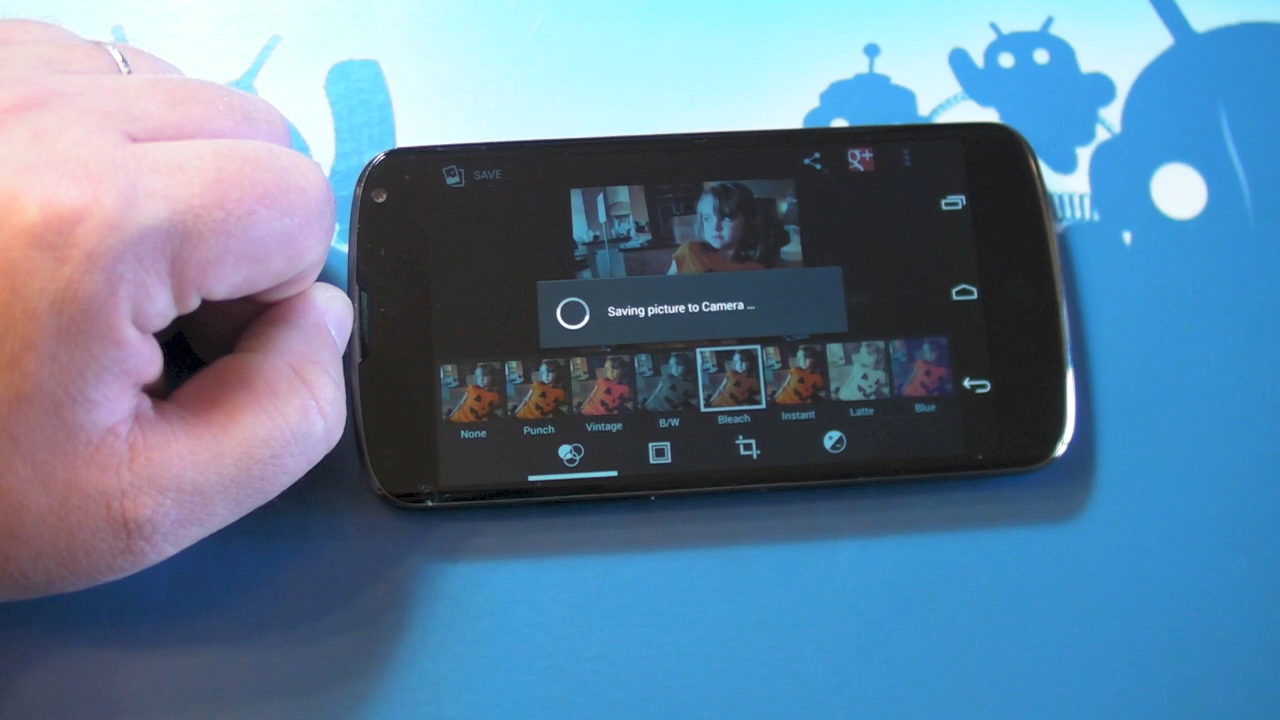 SAVE
g+
Saving picture to Camera ...
None
Punch
Vintage
B/W
Bleach
Instant
Latte
Blue